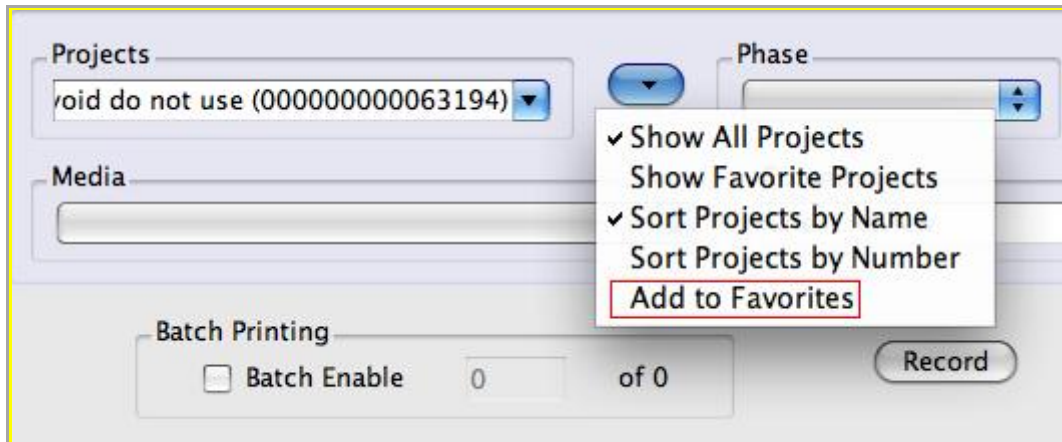 Projects
void do not use (000000000063194)
Phase
✓ Show All Projects
Show Favorite Projects
✓ Sort Projects by Name
Sort Projects by Number
Add to Favorites
Media
Batch Printing
Batch Enable 0 of 0
Record